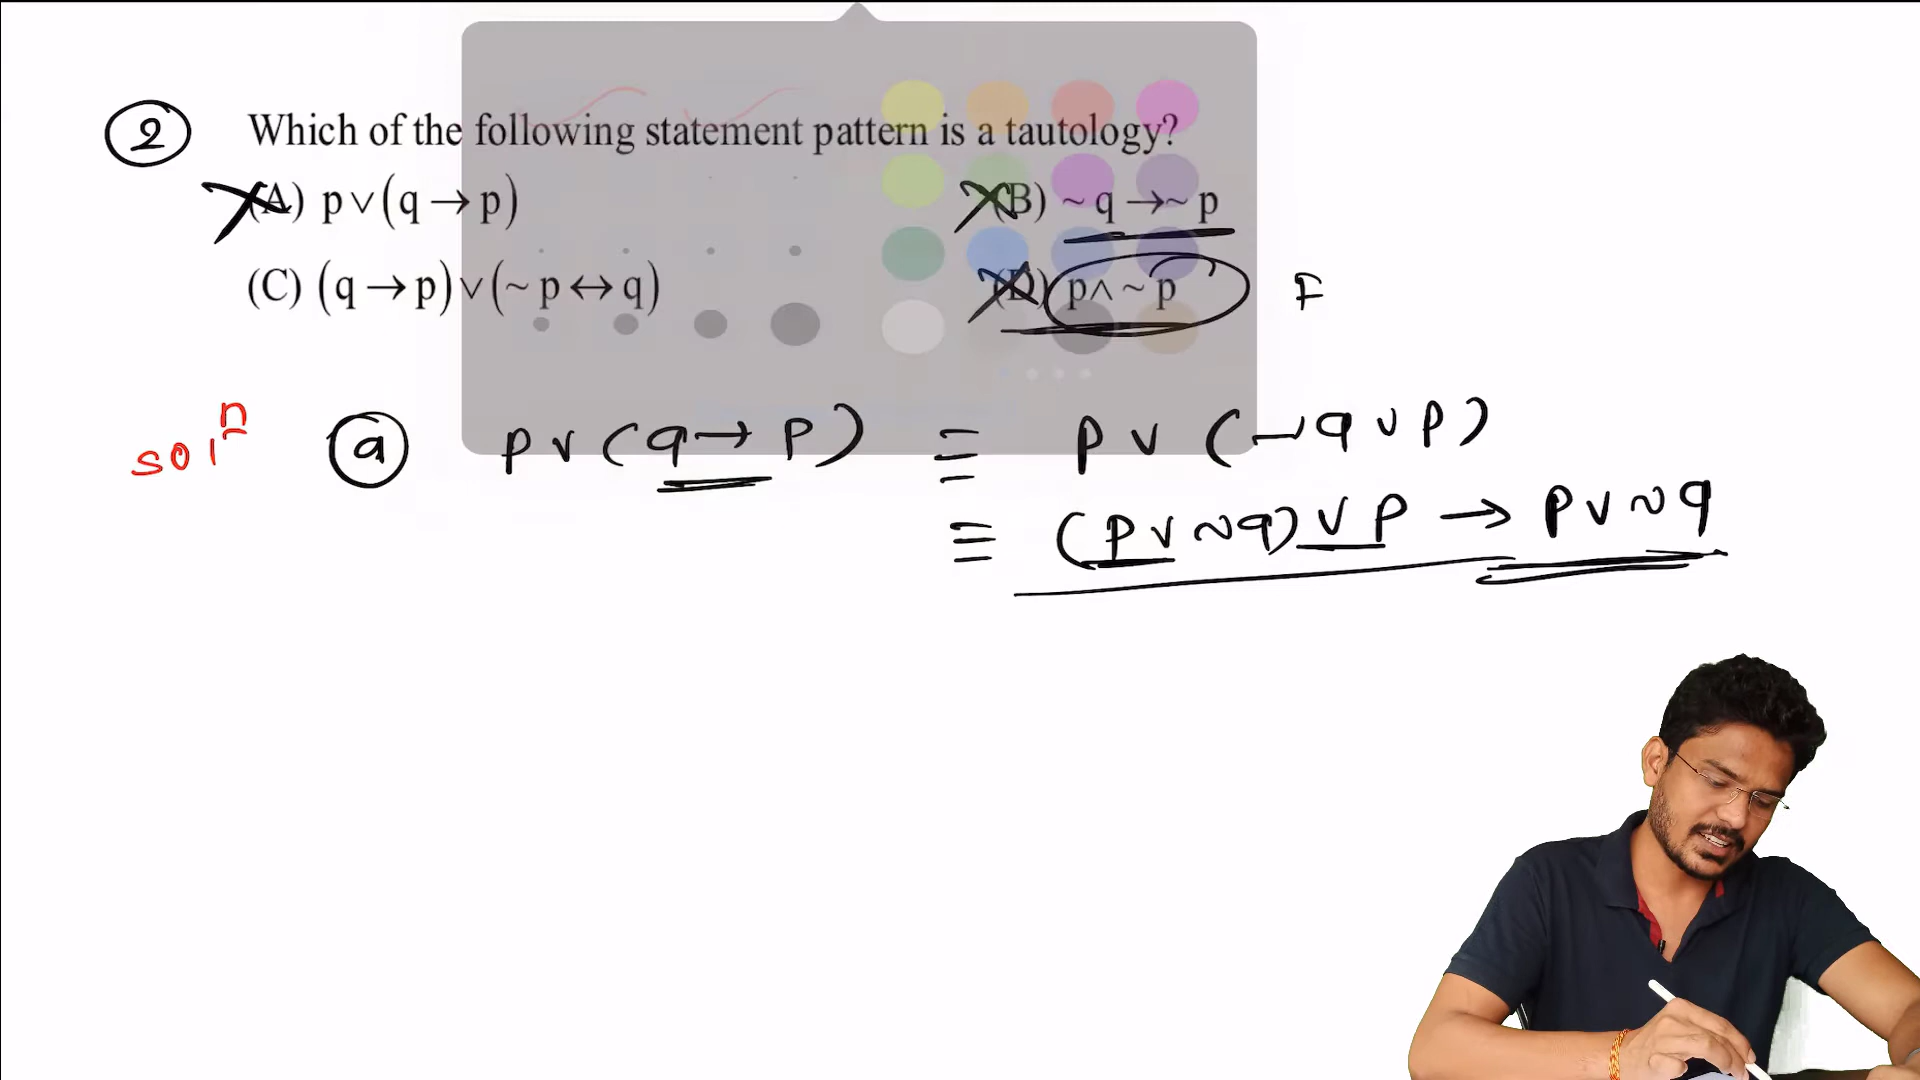 2 Which of the following statement pattern is a tautology?
(A) p∨(q→p) (B) ~q→~p
(C) (q→p)∨(~p↔q) (D) p∧~p F
solⁿ (a) p∨(q→p) ≡ p∨(~q∨p)
≡ (p∨~q)∨p → p∨~q